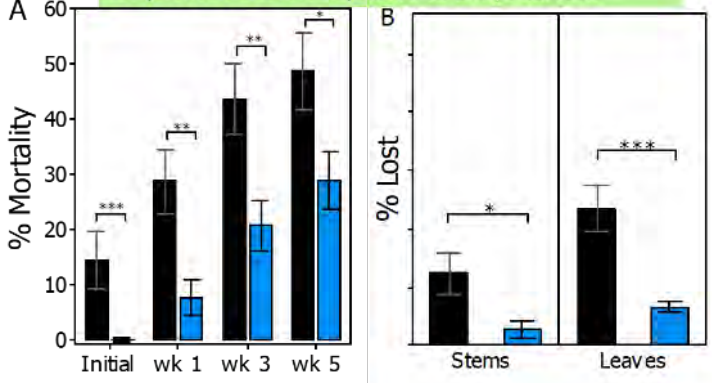 A
% Mortality
60
50
40
30
20
10
0
***
**
**
*
Initial wk 1 wk 3 wk 5
B
% Lost
*
***
Stems Leaves